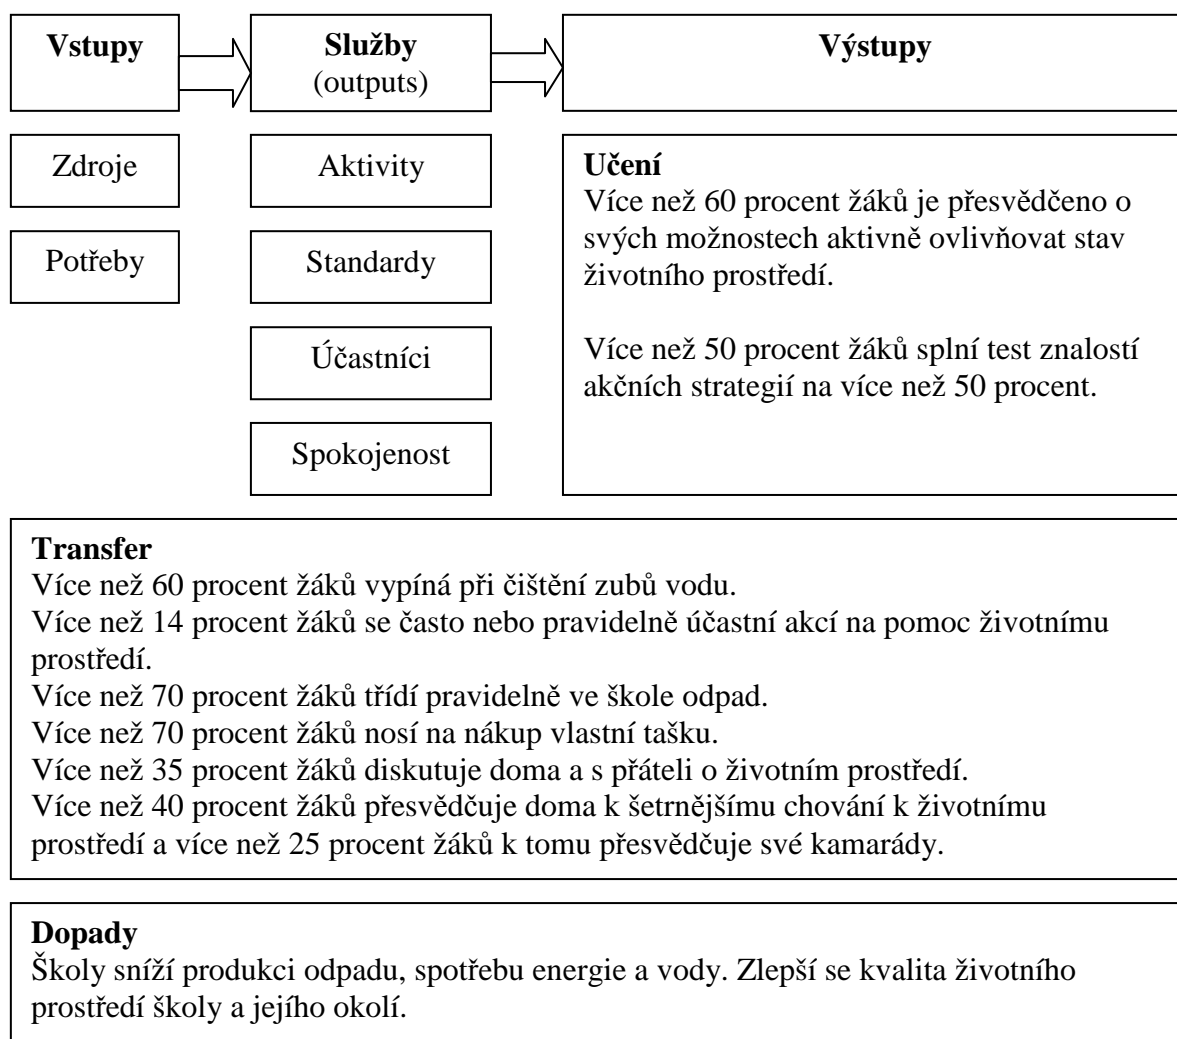 Vstupy
Služby
(outputs)
Výstupy
Zdroje
Potřeby
Aktivity
Standardy
Účastníci
Spokojenost
Učení
Více než 60 procent žáků je přesvědčeno o
svých možnostech aktivně ovlivňovat stav
životního prostředí.
Více než 50 procent žáků splní test znalostí
akčních strategií na více než 50 procent.
Transfer
Více než 60 procent žáků vypíná při čištění zubů vodu.
Více než 14 procent žáků se často nebo pravidelně účastní akcí na pomoc životnímu
prostředí.
Více než 70 procent žáků třídí pravidelně ve škole odpad.
Více než 70 procent žáků nosí na nákup vlastní tašku.
Více než 35 procent žáků diskutuje doma a s přáteli o životním prostředí.
Více než 40 procent žáků přesvědčuje doma k šetrnějšímu chování k životnímu
prostředí a více než 25 procent žáků k tomu přesvědčuje své kamarády.
Dopady
Školy sníží produkci odpadu, spotřebu energie a vody. Zlepší se kvalita životního
prostředí školy a jejího okolí.